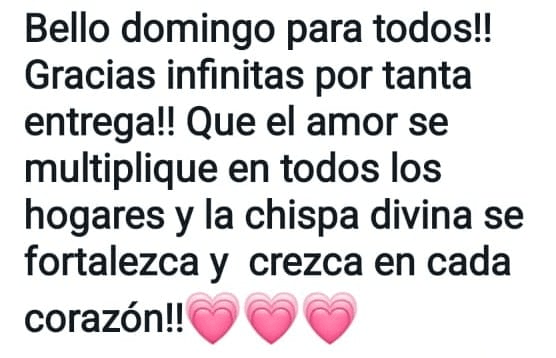 Bello domingo para todos!!
Gracias infinitas por tanta
entrega!! Que el amor se
multiplique en todos los
hogares y la chispa divina se
fortalezca y  crezca en cada
corazón!!💗💗💗